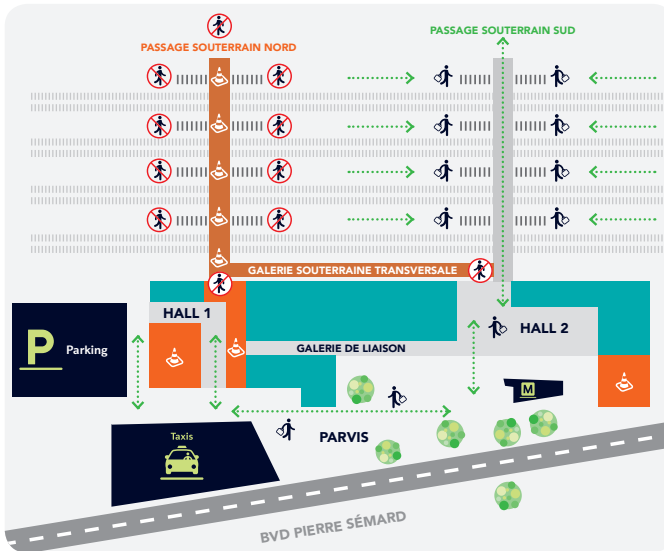 PASSAGE SOUTERRAIN NORD
PASSAGE SOUTERRAIN SUD
GALERIE SOUTERRAINE TRANSVERSALE
HALL 1
HALL 2
P Parking
GALERIE DE LIAISON
M
Taxis
PARVIS
BVD PIERRE SÉMARD